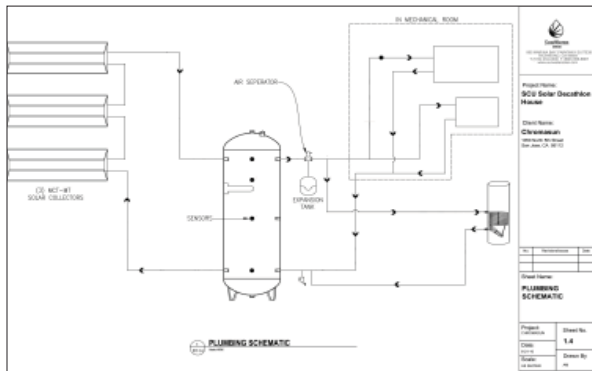 IN MECHANICAL ROOM
AIR SEPERATOR
(3) MCT-MT
SOLAR COLLECTORS
SENSORS
EXPANSION
TANK
PLUMBING SCHEMATIC
Project Name:
SCU Solar Decathlon
House
Client Name:
Chromasun
San Jose, CA
Sheet Name:
PLUMBING
SCHEMATIC
Project
Sheet No.
1.4
Date:
Scale:
Drawn By